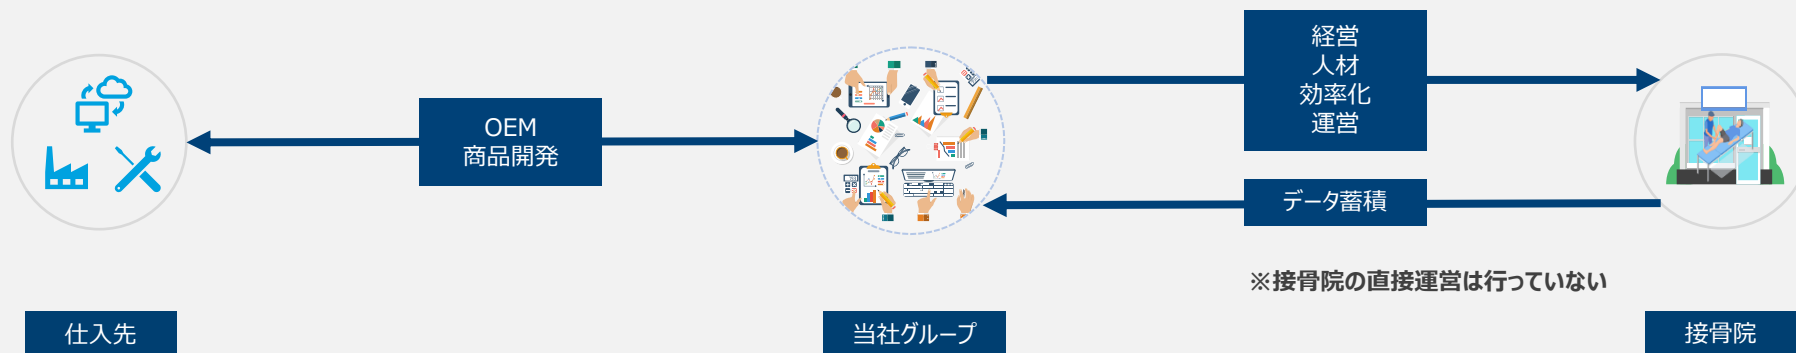 OEM
商品開発
経営
人材
効率化
運営
データ蓄積
※接骨院の直接運営は行っていない
仕入先
当社グループ
接骨院